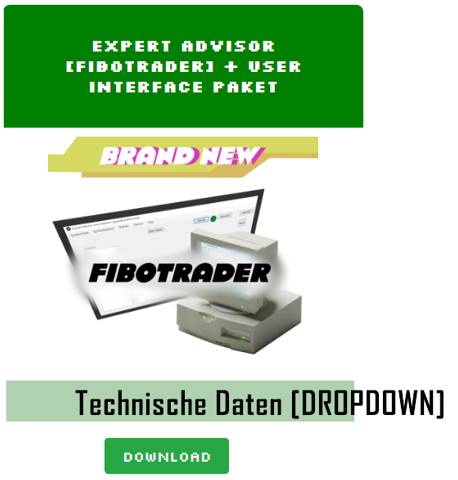 EXPERT ADVISOR
[FIBOTRADER] + USER
INTERFACE PAKET
BRAND NEW
FIBOTRADER
Technische Daten [DROPDOWN]
DOWNLOAD